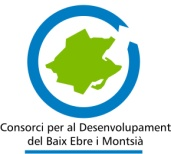 Consorci per al Desenvolupament
del Baix Ebre i Montsià